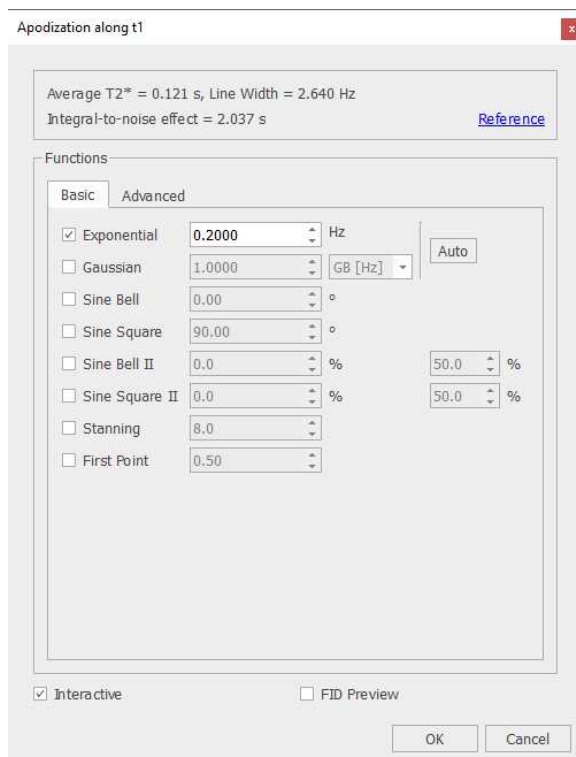 Apodization along t1
x
Average T2* = 0.121 s, Line Width = 2.640 Hz
Integral-to-noise effect = 2.037 s Reference
Functions
Basic Advanced
Exponential 0.2000 Hz Auto
Gaussian 1.0000 GB [Hz]
Sine Bell 0.00 °
Sine Square 90.00 °
Sine Bell II 0.0 % 50.0 %
Sine Square II 0.0 % 50.0 %
Stanning 8.0
First Point 0.50
Interactive FID Preview
OK Cancel